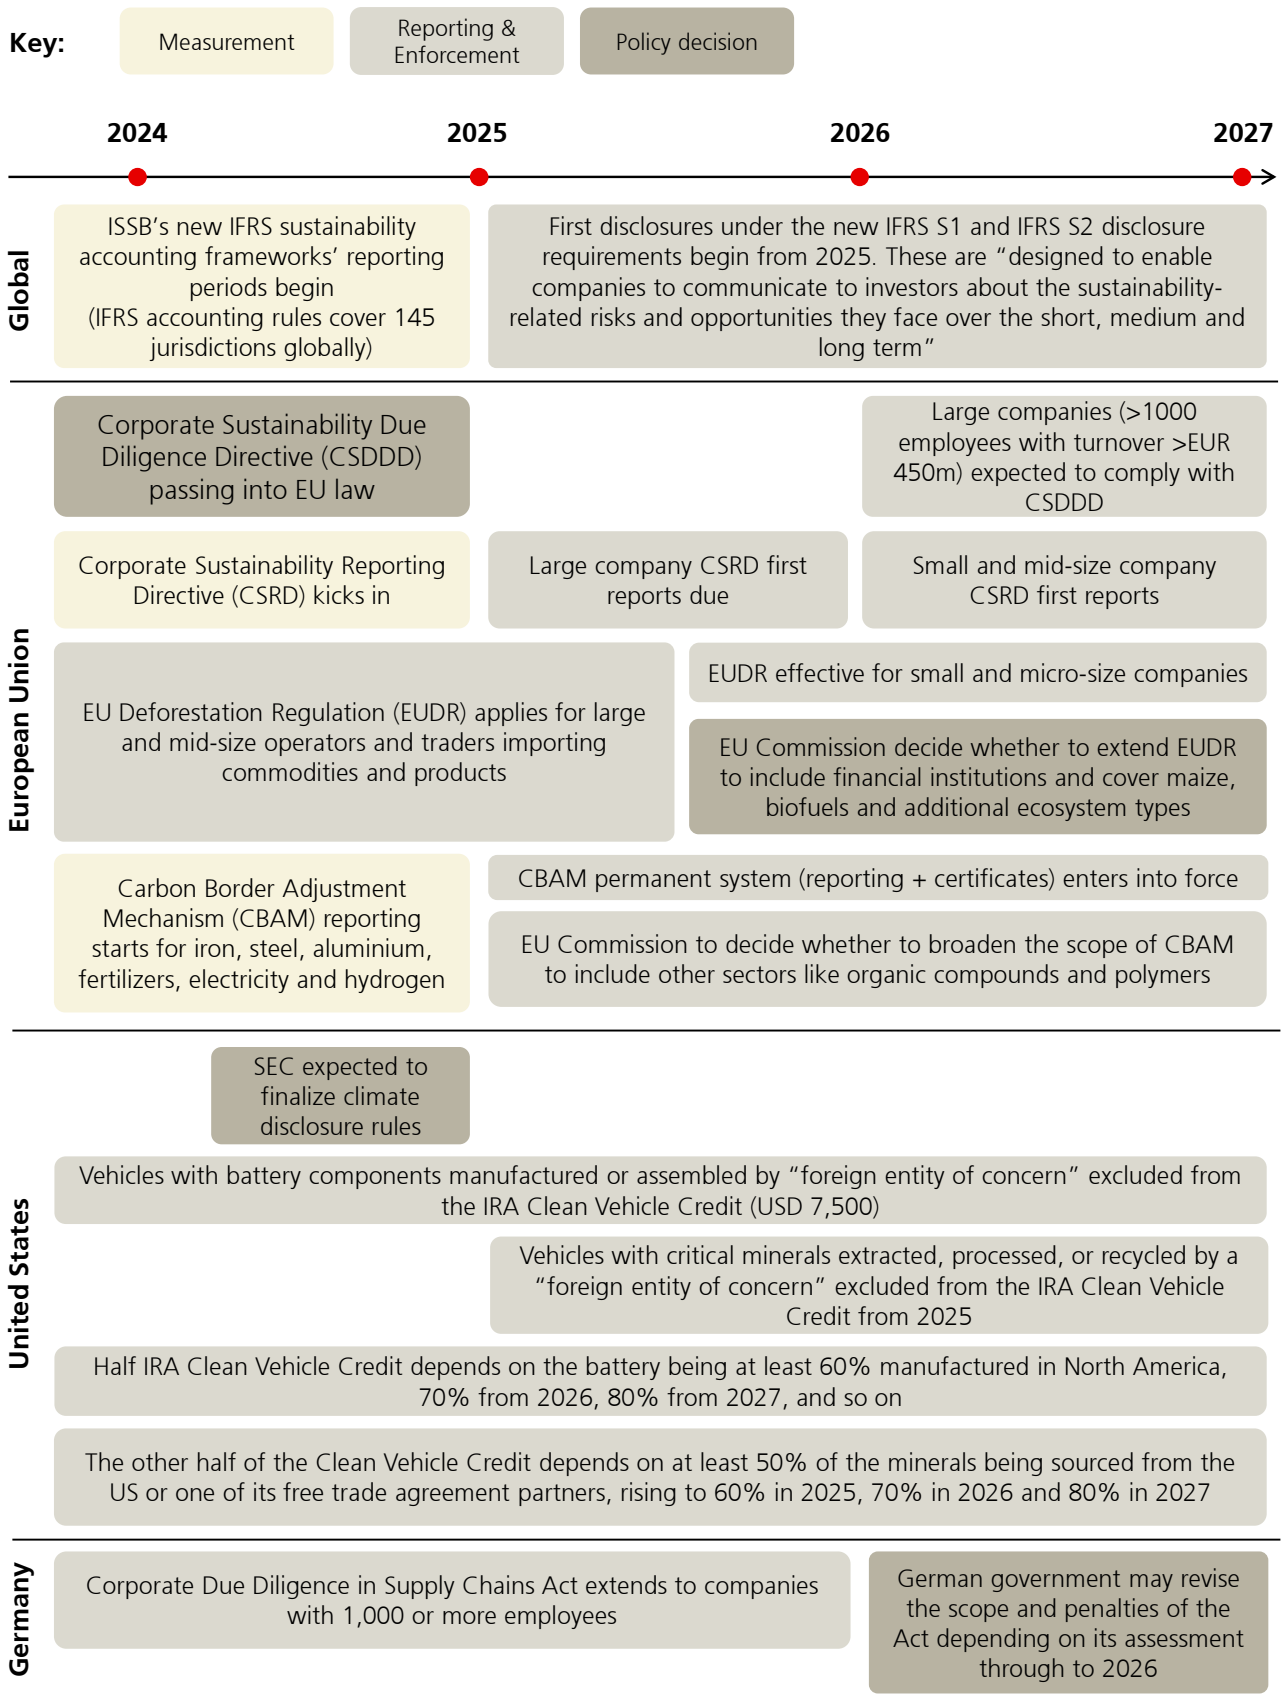 Key:
Measurement
Reporting &
Enforcement
Policy decision
2024
2025
2026
2027
Global
ISSB’s new IFRS sustainability
accounting frameworks’ reporting
periods begin
(IFRS accounting rules cover 145
jurisdictions globally)
First disclosures under the new IFRS S1 and IFRS S2 disclosure
requirements begin from 2025. These are “designed to enable
companies to communicate to investors about the sustainability-
related risks and opportunities they face over the short, medium and
long term”
European Union
Corporate Sustainability Due
Diligence Directive (CSDDD)
passing into EU law
Large companies (>1000
employees with turnover >EUR
450m) expected to comply with
CSDDD
Corporate Sustainability Reporting
Directive (CSRD) kicks in
Large company CSRD first
reports due
Small and mid-size company
CSRD first reports
EU Deforestation Regulation (EUDR) applies for large
and mid-size operators and traders importing
commodities and products
EUDR effective for small and micro-size companies
EU Commission decide whether to extend EUDR
to include financial institutions and cover maize,
biofuels and additional ecosystem types
Carbon Border Adjustment
Mechanism (CBAM) reporting
starts for iron, steel, aluminium,
fertilizers, electricity and hydrogen
CBAM permanent system (reporting + certificates) enters into force
EU Commission to decide whether to broaden the scope of CBAM
to include other sectors like organic compounds and polymers
United States
SEC expected to
finalize climate
disclosure rules
Vehicles with battery components manufactured or assembled by “foreign entity of concern” excluded from
the IRA Clean Vehicle Credit (USD 7,500)
Vehicles with critical minerals extracted, processed, or recycled by a
“foreign entity of concern” excluded from the IRA Clean Vehicle
Credit from 2025
Half IRA Clean Vehicle Credit depends on the battery being at least 60% manufactured in North America,
70% from 2026, 80% from 2027, and so on
The other half of the Clean Vehicle Credit depends on at least 50% of the minerals being sourced from the
US or one of its free trade agreement partners, rising to 60% in 2025, 70% in 2026 and 80% in 2027
Germany
Corporate Due Diligence in Supply Chains Act extends to companies
with 1,000 or more employees
German government may revise
the scope and penalties of the
Act depending on its assessment
through to 2026